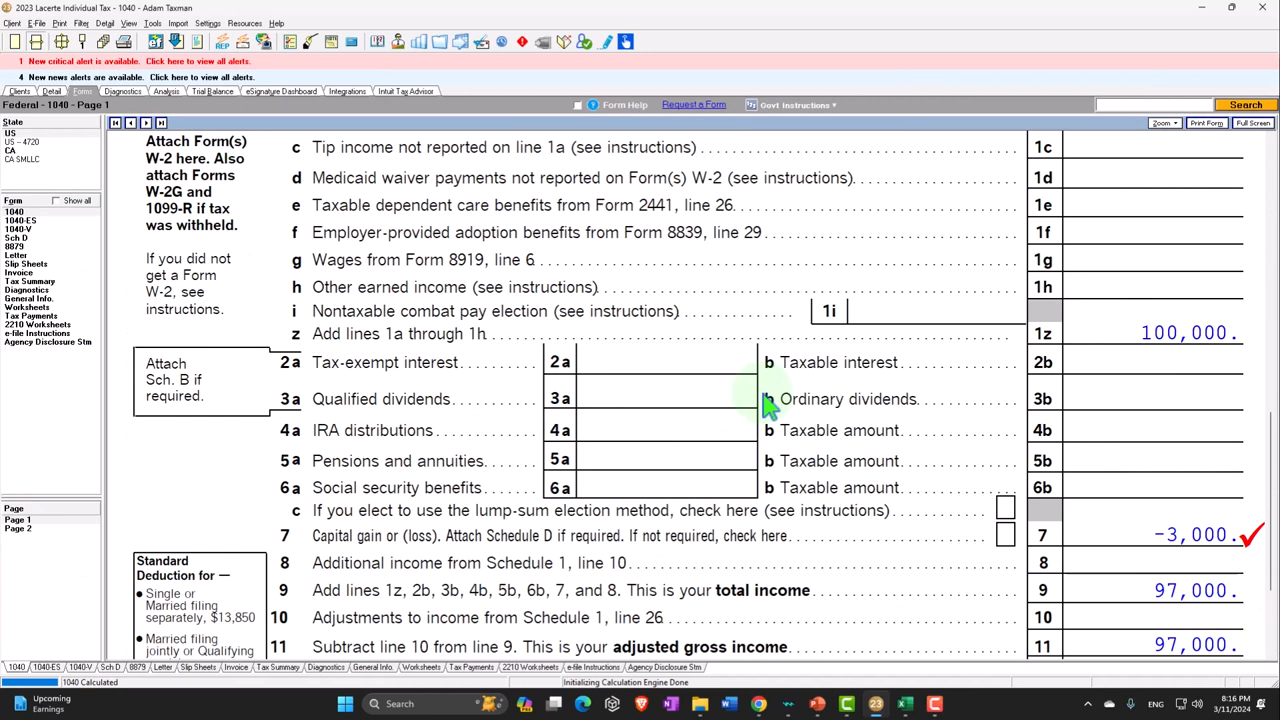 2023 Lacerte Individual Tax - 1040 - Adam Taxman
Client E-File Print Filter Detail View Tools Import Settings Resources Help
1 New critical alert is available. Click here to view all alerts.
4 New news alerts are available. Click here to view all alerts.
Clients Detail Forms Diagnostics Analysis Trial Balance eSignature Dashboard Integrations Intuit Tax Advisor
Federal - 1040 - Page 1 Form Help Request a Form Govt Instructions Search
State Zoom Print Form Full Screen
US
US - 4720
CA
CA SMLLC
Form Show all
1040
1040-ES
1040-V
Sch D
8879
Letter
Slip Sheets
Invoice
Tax Summary
Diagnostics
General Info.
Worksheets
Tax Payments
2210 Worksheets
e-file Instructions
Agency Disclosure Stm
Page
Page 1
Page 2
Attach Form(s)
W-2 here. Also
attach Forms
W-2G and
1099-R if tax
was withheld.
If you did not
get a Form
W-2, see
instructions.
c Tip income not reported on line 1a (see instructions) 1c
d Medicaid waiver payments not reported on Form(s) W-2 (see instructions) 1d
e Taxable dependent care benefits from Form 2441, line 26 1e
f Employer-provided adoption benefits from Form 8839, line 29 1f
g Wages from Form 8919, line 6 1g
h Other earned income (see instructions) 1h
i Nontaxable combat pay election (see instructions) 1i
z Add lines 1a through 1h 1z 100,000.
Attach
Sch. B if
required.
2a Tax-exempt interest 2a b Taxable interest 2b
3a Qualified dividends 3a b Ordinary dividends 3b
4a IRA distributions 4a b Taxable amount 4b
5a Pensions and annuities 5a b Taxable amount 5b
6a Social security benefits 6a b Taxable amount 6b
c If you elect to use the lump-sum election method, check here (see instructions)
7 Capital gain or (loss). Attach Schedule D if required. If not required, check here 7 -3,000.
Standard
Deduction for —
● Single or
Married filing
separately, $13,850
● Married filing
jointly or Qualifying
8 Additional income from Schedule 1, line 10 8
9 Add lines 1z, 2b, 3b, 4b, 5b, 6b, 7, and 8. This is your total income 9 97,000.
10 Adjustments to income from Schedule 1, line 26 10
11 Subtract line 10 from line 9. This is your adjusted gross income 11 97,000.
1040 1040-ES 1040-V Sch D 8879 Letter Slip Sheets Invoice Tax Summary Diagnostics General Info. Worksheets Tax Payments 2210 Worksheets e-file Instructions Agency Disclosure Stm
1040 Calculated Initializing Calculation Engine Done
Upcoming
Earnings
Search
ENG
8:16 PM
3/11/2024